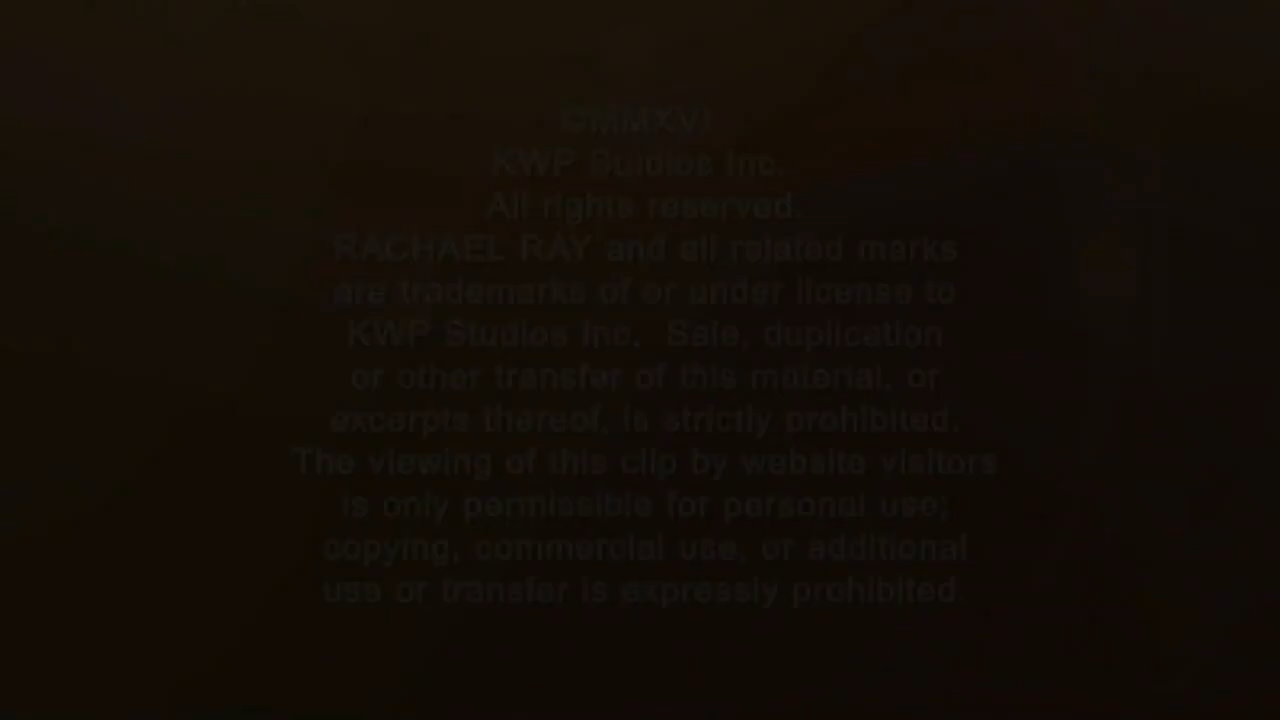 ©MMXVI
KWP Studios Inc.
All rights reserved.
RACHAEL RAY and all related marks
are trademarks of or under license to
KWP Studios Inc. Sale, duplication
or other transfer of this material, or
excerpts thereof, is strictly prohibited.
The viewing of this clip by website visitors
is only permissible for personal use;
copying, commercial use, or additional
use or transfer is expressly prohibited.